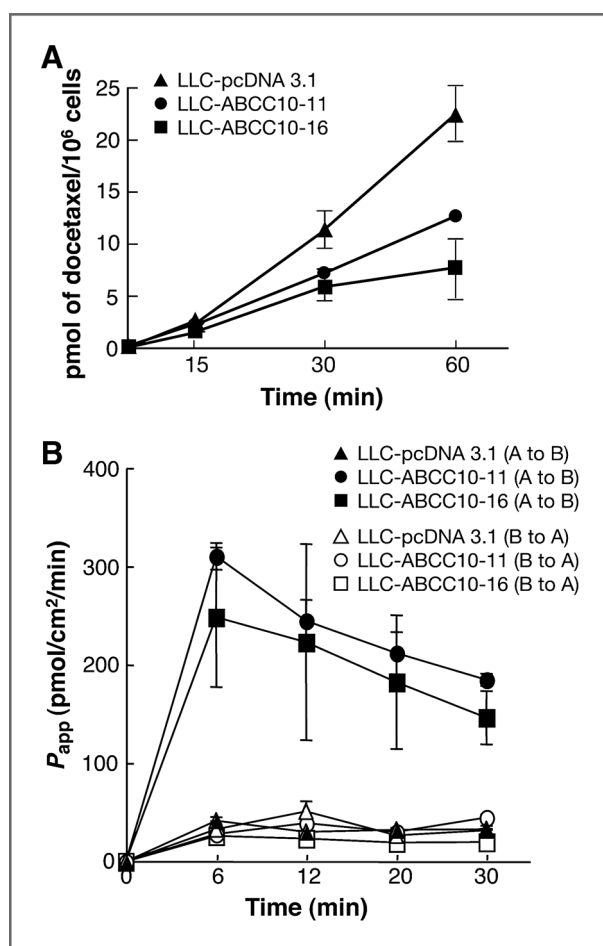 A
LLC-pcDNA 3.1
LLC-ABCC10-11
LLC-ABCC10-16
pmol of docetaxel/10⁶ cells
25
20
15
10
5
0
15
30
60
Time (min)
B
LLC-pcDNA 3.1 (A to B)
LLC-ABCC10-11 (A to B)
LLC-ABCC10-16 (A to B)
LLC-pcDNA 3.1 (B to A)
LLC-ABCC10-11 (B to A)
LLC-ABCC10-16 (B to A)
Papp (pmol/cm²/min)
400
300
200
100
0
0
6
12
20
30
Time (min)